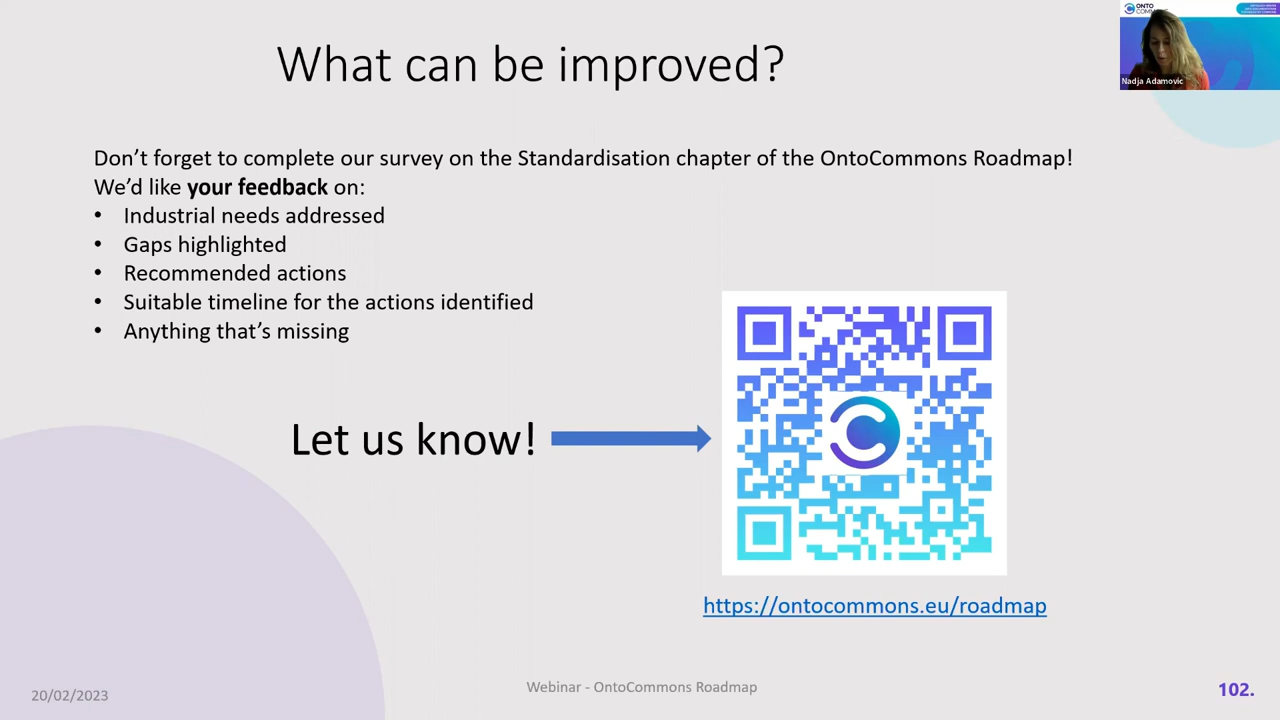 What can be improved?
ONTO
Nadja Adamovic
Don't forget to complete our survey on the Standardisation chapter of the OntoCommons Roadmap!
We'd like your feedback on:
• Industrial needs addressed
• Gaps highlighted
• Recommended actions
• Suitable timeline for the actions identified
• Anything that's missing
Let us know!
https://ontocommons.eu/roadmap
20/02/2023
Webinar - OntoCommons Roadmap
102.